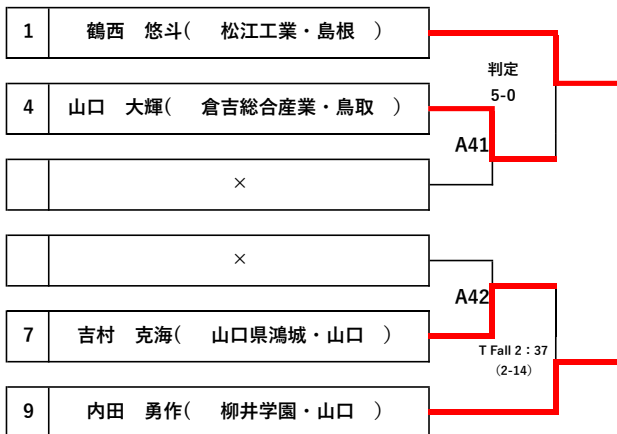 1 鶴西　悠斗(　松江工業・島根　)
判定
5-0
4 山口　大輝(　倉吉総合産業・鳥取　)
A41
×
×
A42
7 吉村　克海(　山口県鴻城・山口　)
T Fall 2：37
（2-14）
9 内田　勇作(　柳井学園・山口　)